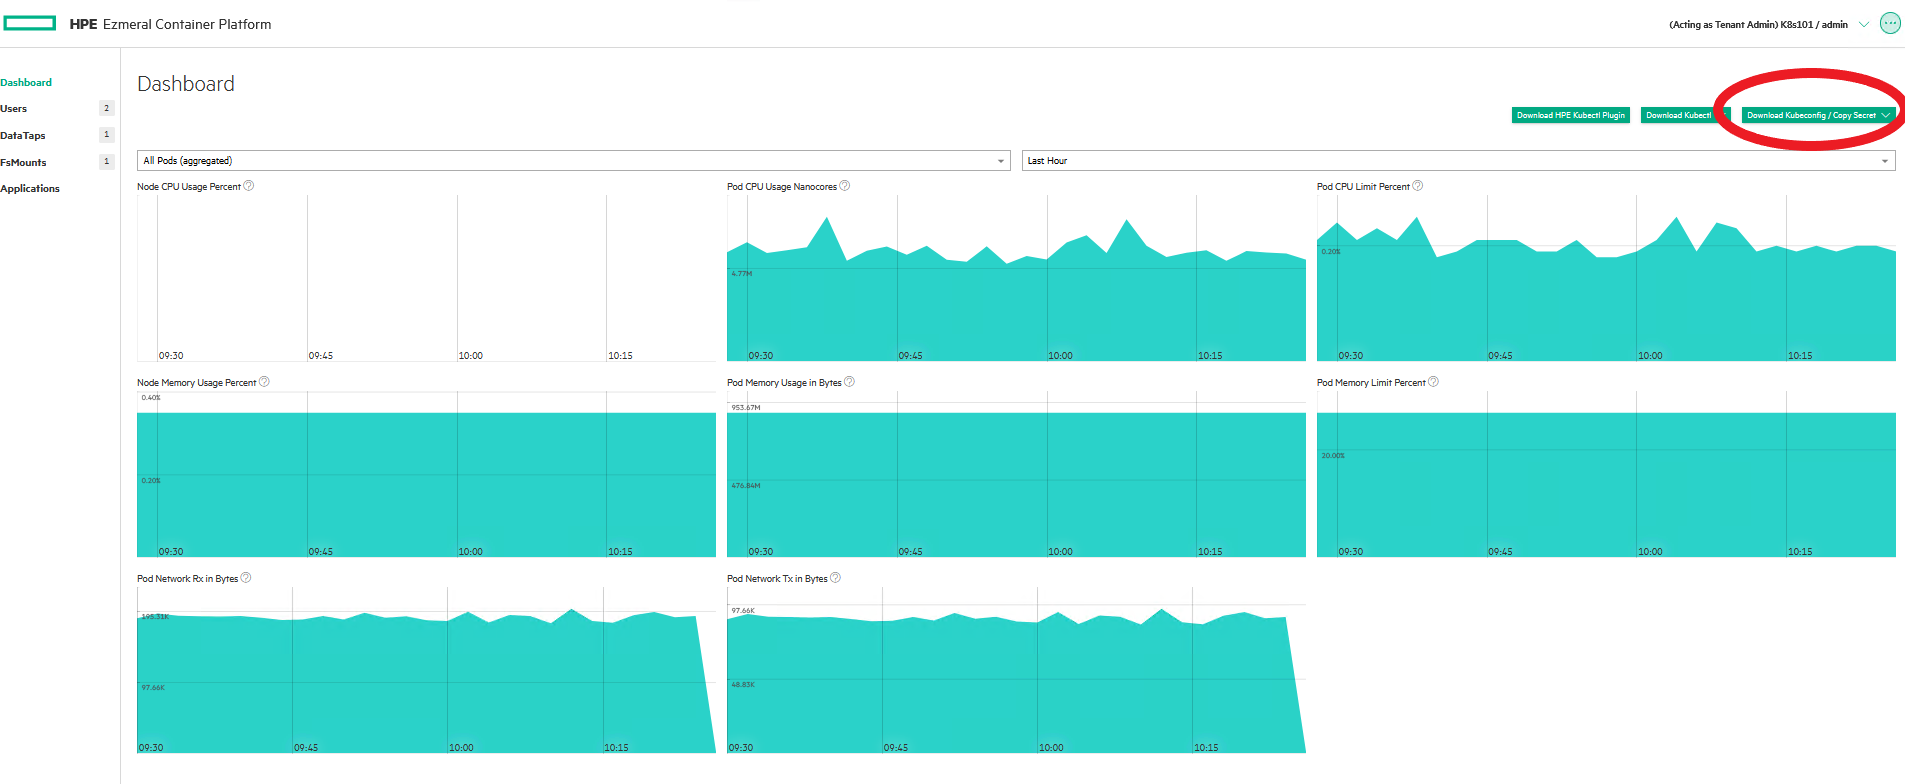 HPE Ezmeral Container Platform
(Acting as Tenant Admin) K8s101 / admin
Dashboard
Users 2
DataTaps 1
FsMounts 1
Applications
Dashboard
Download HPE Kubectl Plugin
Download Kubectl
Download Kubeconfig / Copy Secret
All Pods (aggregated)
Last Hour
Node CPU Usage Percent
09:30 09:45 10:00 10:15
Pod CPU Usage Nanocores
4.77M
09:30 09:45 10:00 10:15
Pod CPU Limit Percent
0.20%
09:30 09:45 10:00 10:15
Node Memory Usage Percent
0.40%
0.20%
09:30 09:45 10:00 10:15
Pod Memory Usage in Bytes
953.67M
476.84M
09:30 09:45 10:00 10:15
Pod Memory Limit Percent
20.00%
09:30 09:45 10:00 10:15
Pod Network Rx in Bytes
195.31K
97.66K
09:30 09:45 10:00 10:15
Pod Network Tx in Bytes
97.66K
48.83K
09:30 09:45 10:00 10:15